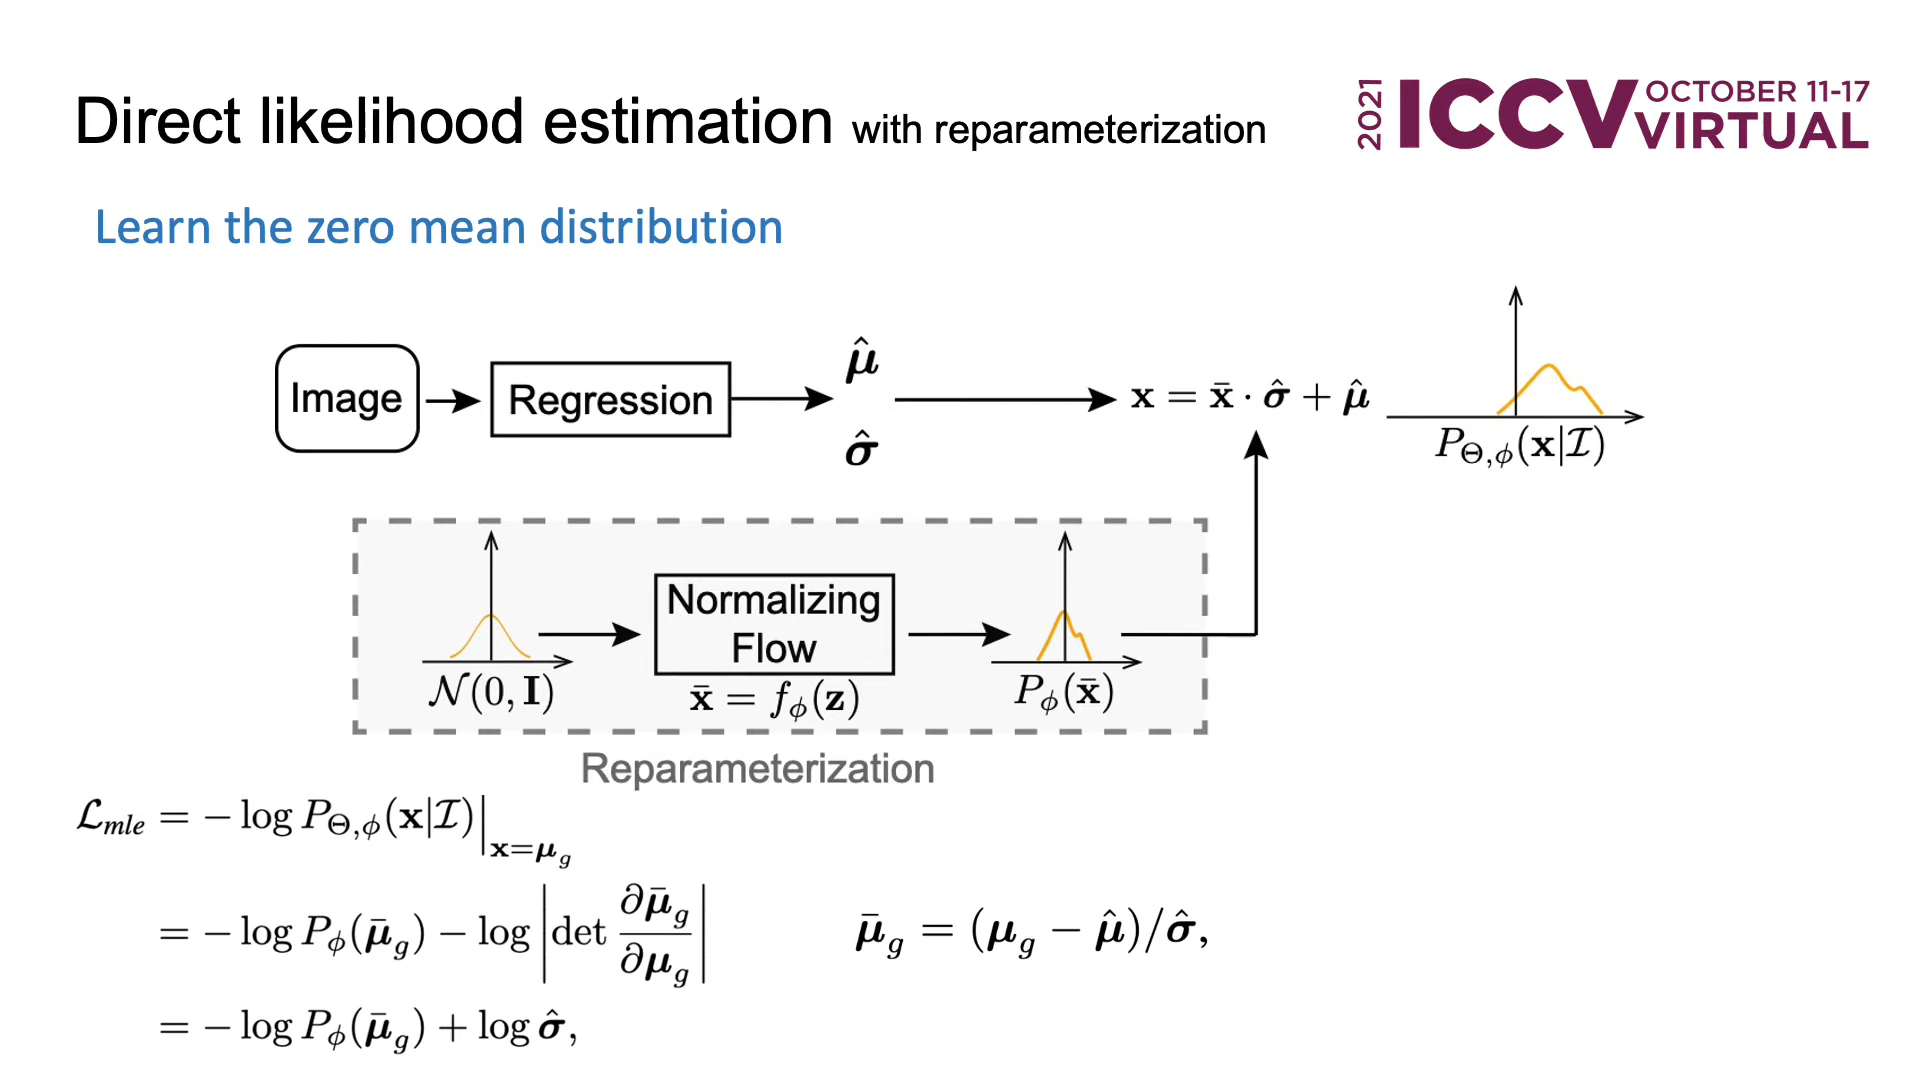 Direct likelihood estimation with reparameterization
2021 ICCV OCTOBER 11-17 VIRTUAL
Learn the zero mean distribution
Image
Regression
μ̂
σ̂
x = x̄ · σ̂ + μ̂
P_{Θ,ϕ}(x|ℐ)
Normalizing
Flow
𝒩(0, I)
x̄ = f_ϕ(z)
P_ϕ(x̄)
Reparameterization
ℒ_{mle} = − log P_{Θ,ϕ}(x|ℐ)|_{x=μ_g}
= − log P_ϕ(μ̄_g) − log |det ∂μ̄_g/∂μ_g|
μ̄_g = (μ_g − μ̂)/σ̂,
= − log P_ϕ(μ̄_g) + log σ̂,